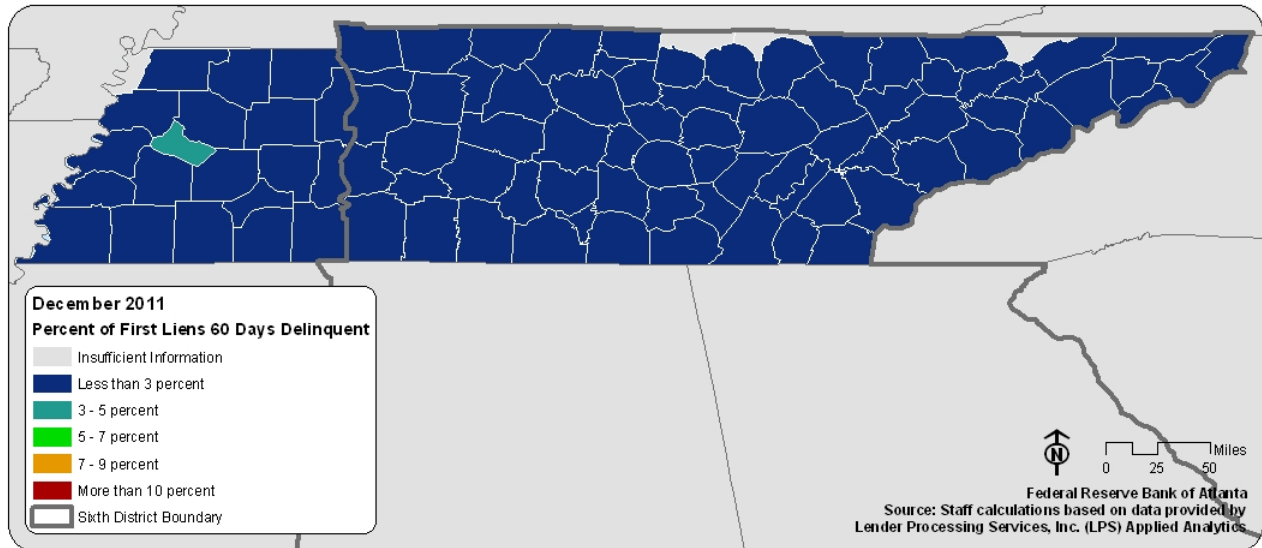 December 2011
Percent of First Liens 60 Days Delinquent
Insufficient Information
Less than 3 percent
3 - 5 percent
5 - 7 percent
7 - 9 percent
More than 10 percent
Sixth District Boundary
N
Miles
0 25 50
Federal Reserve Bank of Atlanta
Source: Staff calculations based on data provided by
Lender Processing Services, Inc. (LPS) Applied Analytics